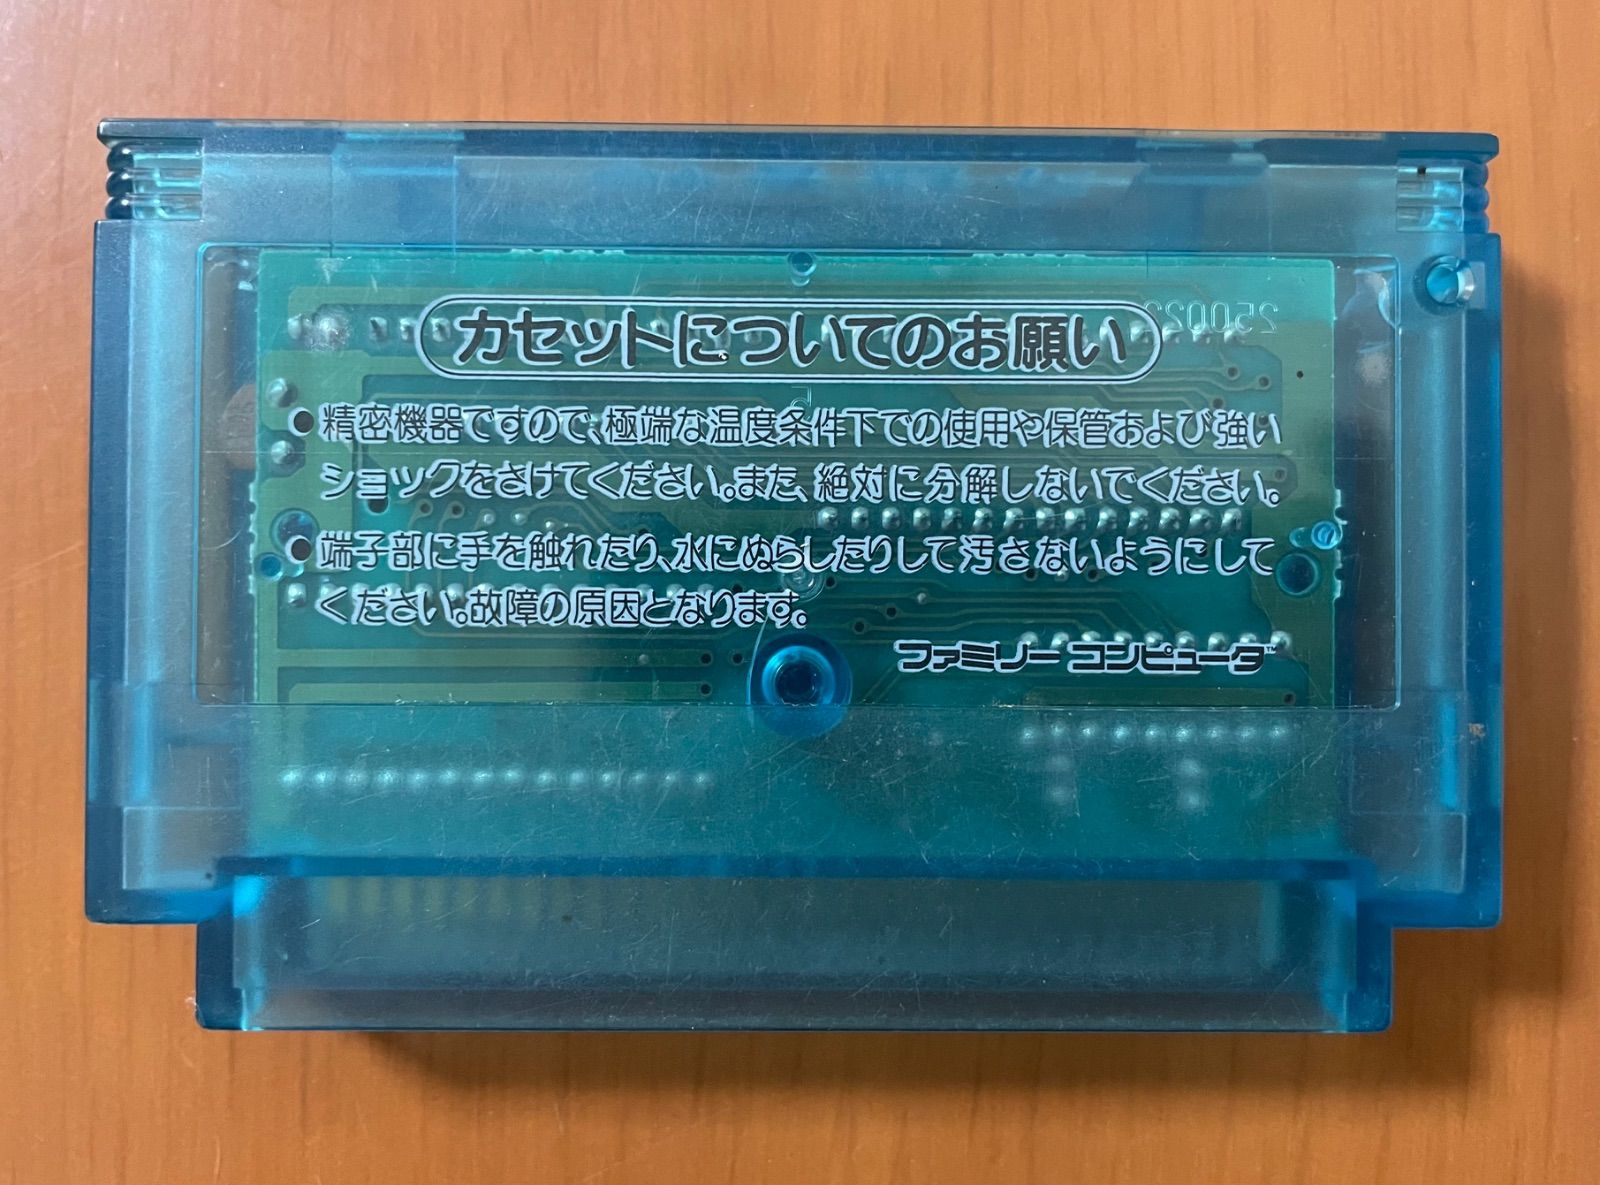 カセットについてのお願い
●精密機器ですので、極端な温度条件下での使用や保管および強い
ショックをさけてください。また、絶対に分解しないでください。
●端子部に手を触れたり、水にぬらしたりして汚さないようにして
ください。故障の原因となります。
ファミリー コンピュータ™